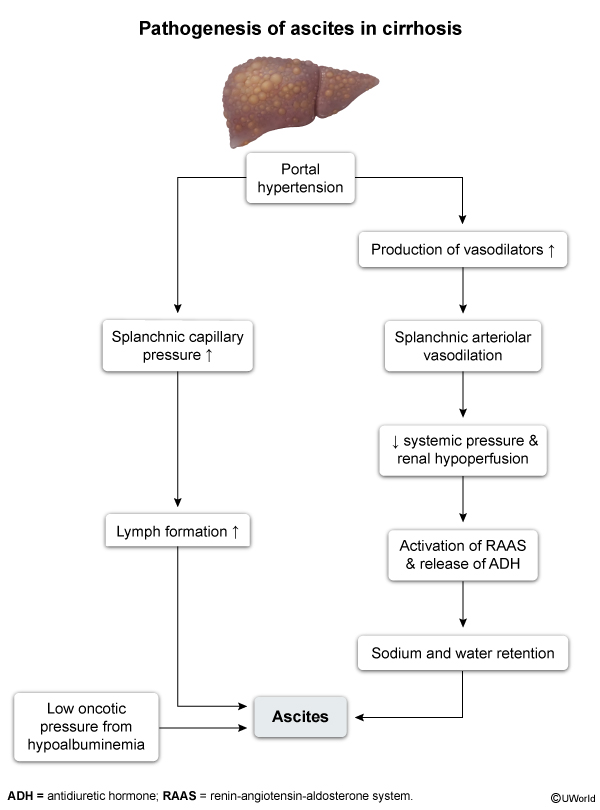 Pathogenesis of ascites in cirrhosis
Portal
hypertension
Production of vasodilators ↑
Splanchnic capillary
pressure ↑
Splanchnic arteriolar
vasodilation
↓ systemic pressure &
renal hypoperfusion
Lymph formation ↑
Activation of RAAS
& release of ADH
Sodium and water retention
Low oncotic
pressure from
hypoalbuminemia
Ascites
ADH = antidiuretic hormone; RAAS = renin-angiotensin-aldosterone system.
©UWorld